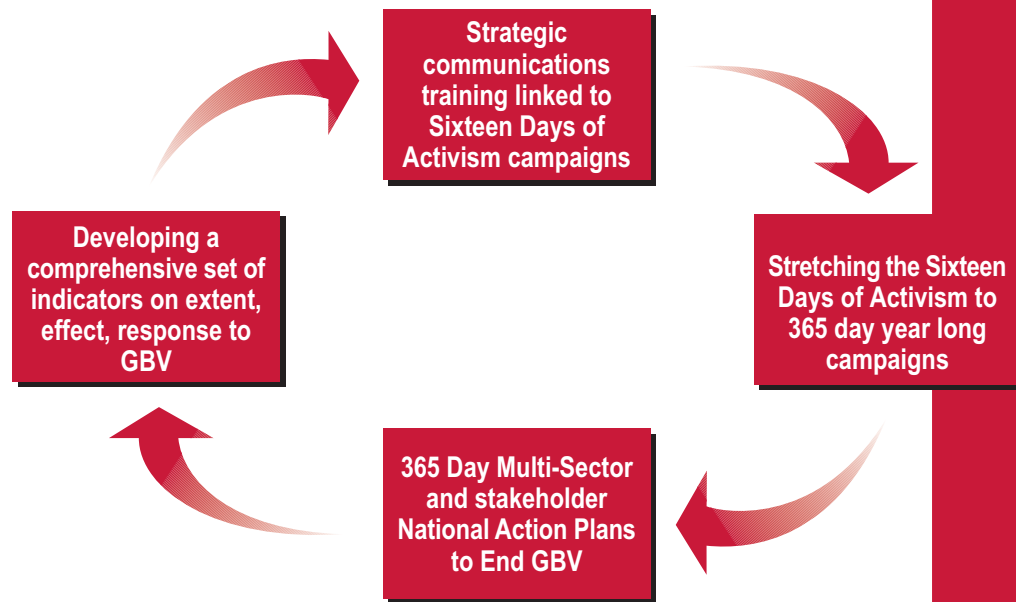 Strategic
communications
training linked to
Sixteen Days of
Activism campaigns
Stretching the Sixteen
Days of Activism to
365 day year long
campaigns
365 Day Multi-Sector
and stakeholder
National Action Plans
to End GBV
Developing a
comprehensive set of
indicators on extent,
effect, response to
GBV